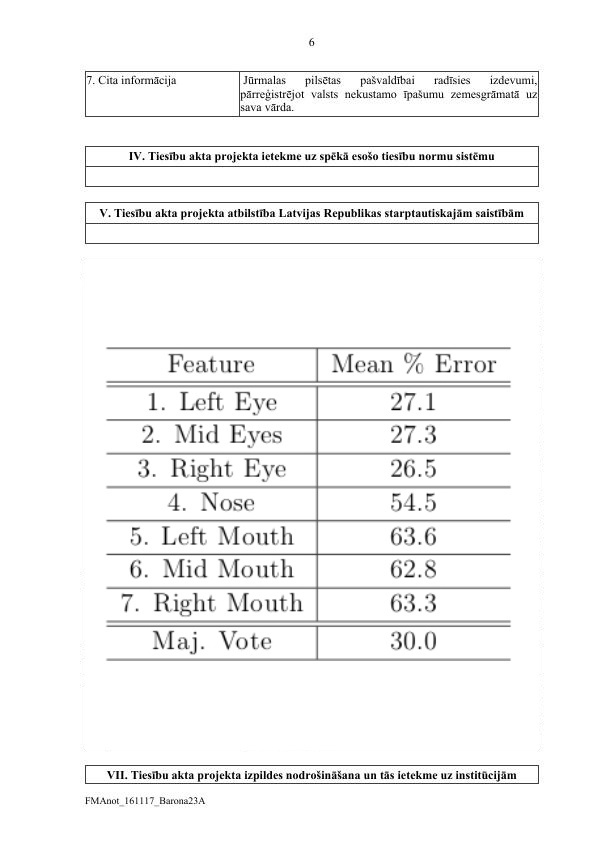 6
7. Cita informācija
Jūrmalas pilsētas pašvaldībai radīsies izdevumi,
pārreģistrējot valsts nekustamo īpašumu zemesgrāmatā uz
sava vārda.
IV. Tiesību akta projekta ietekme uz spēkā esošo tiesību normu sistēmu
V. Tiesību akta projekta atbilstība Latvijas Republikas starptautiskajām saistībām
Feature Mean % Error
1. Left Eye 27.1
2. Mid Eyes 27.3
3. Right Eye 26.5
4. Nose 54.5
5. Left Mouth 63.6
6. Mid Mouth 62.8
7. Right Mouth 63.3
Maj. Vote 30.0
VII. Tiesību akta projekta izpildes nodrošināšana un tās ietekme uz institūcijām
FMAnot_161117_Barona23A